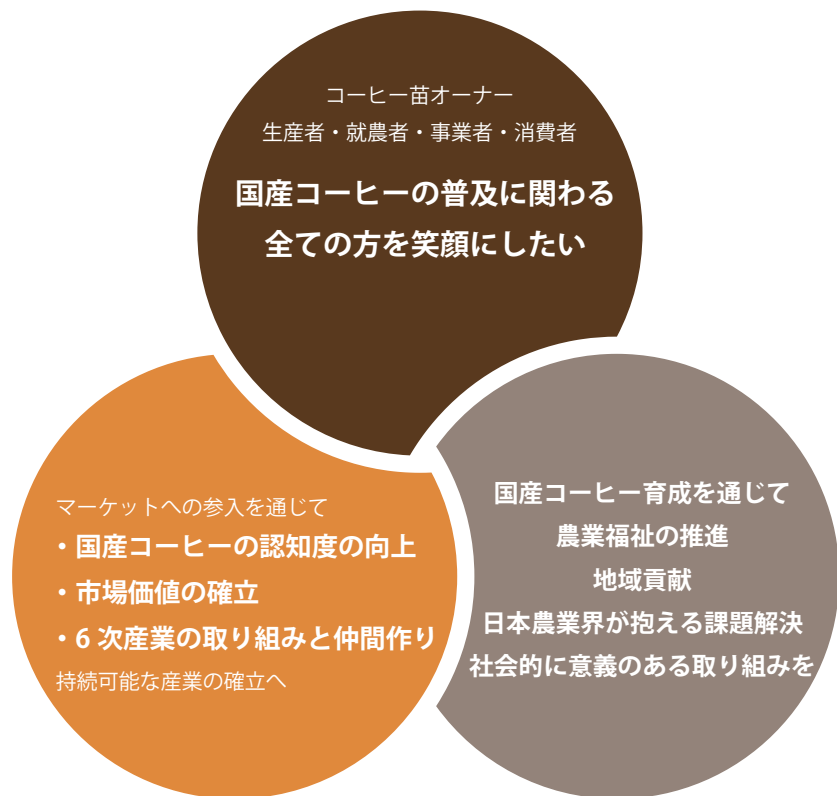 コーヒー苗オーナー
生産者・就農者・事業者・消費者
国産コーヒーの普及に関わる
全ての方を笑顔にしたい
マーケットへの参入を通じて
・国産コーヒーの認知度の向上
・市場価値の確立
・6 次産業の取り組みと仲間作り
持続可能な産業の確立へ
国産コーヒー育成を通じて
農業福祉の推進
地域貢献
日本農業界が抱える課題解決
社会的に意義のある取り組みを